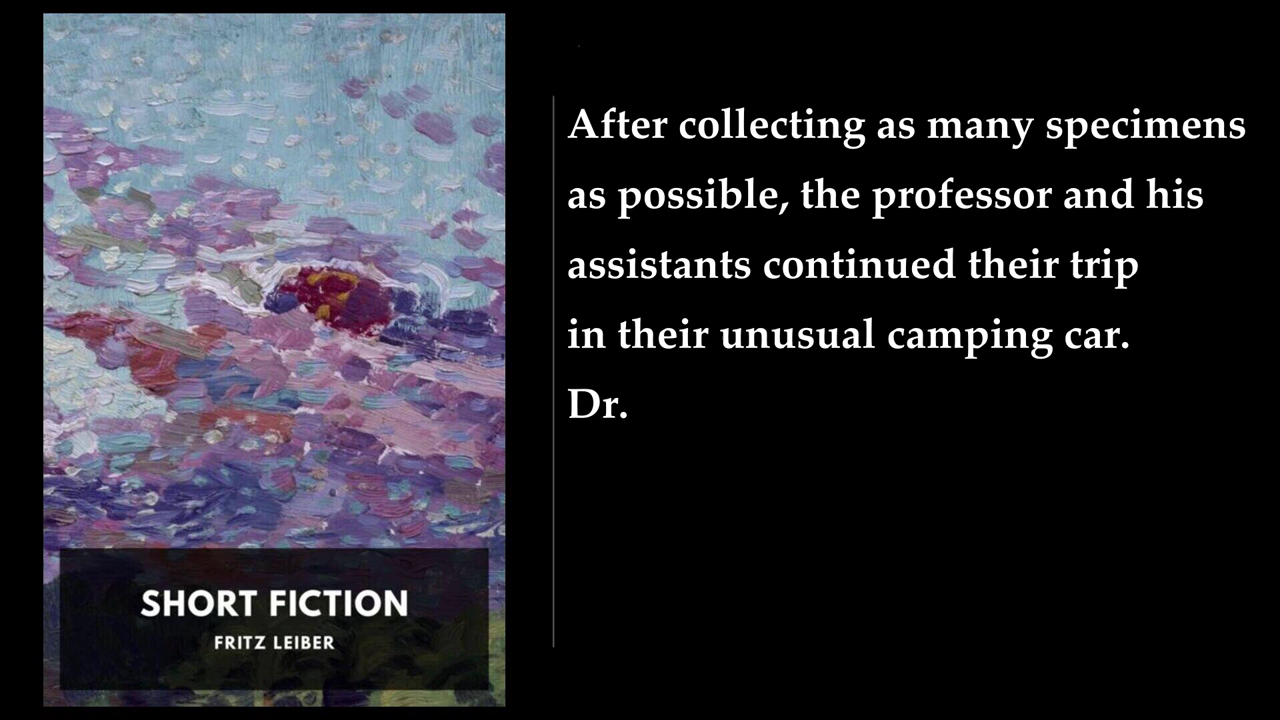 SHORT FICTION
FRITZ LEIBER
After collecting as many specimens
as possible, the professor and his
assistants continued their trip
in their unusual camping car.
Dr.